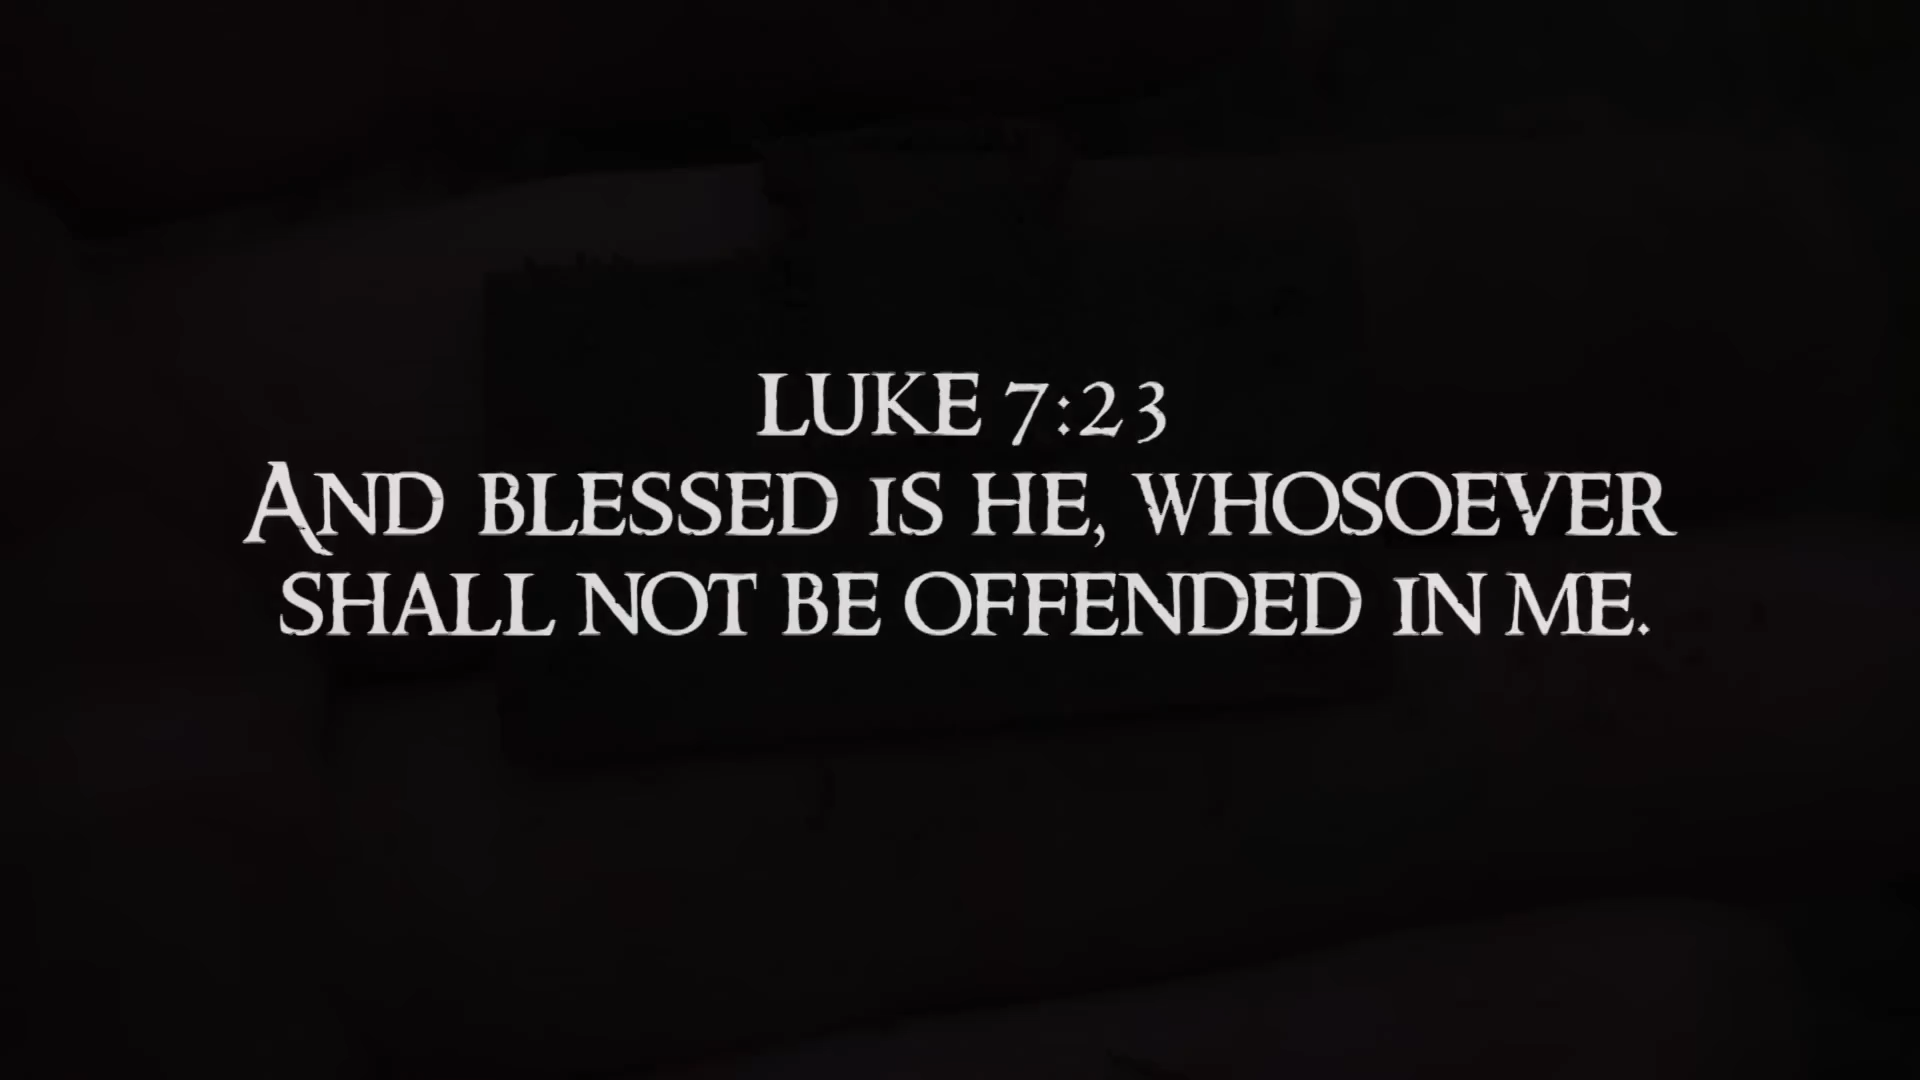 LUKE 7:23
AND BLESSED IS HE, WHOSOEVER
SHALL NOT BE OFFENDED IN ME.